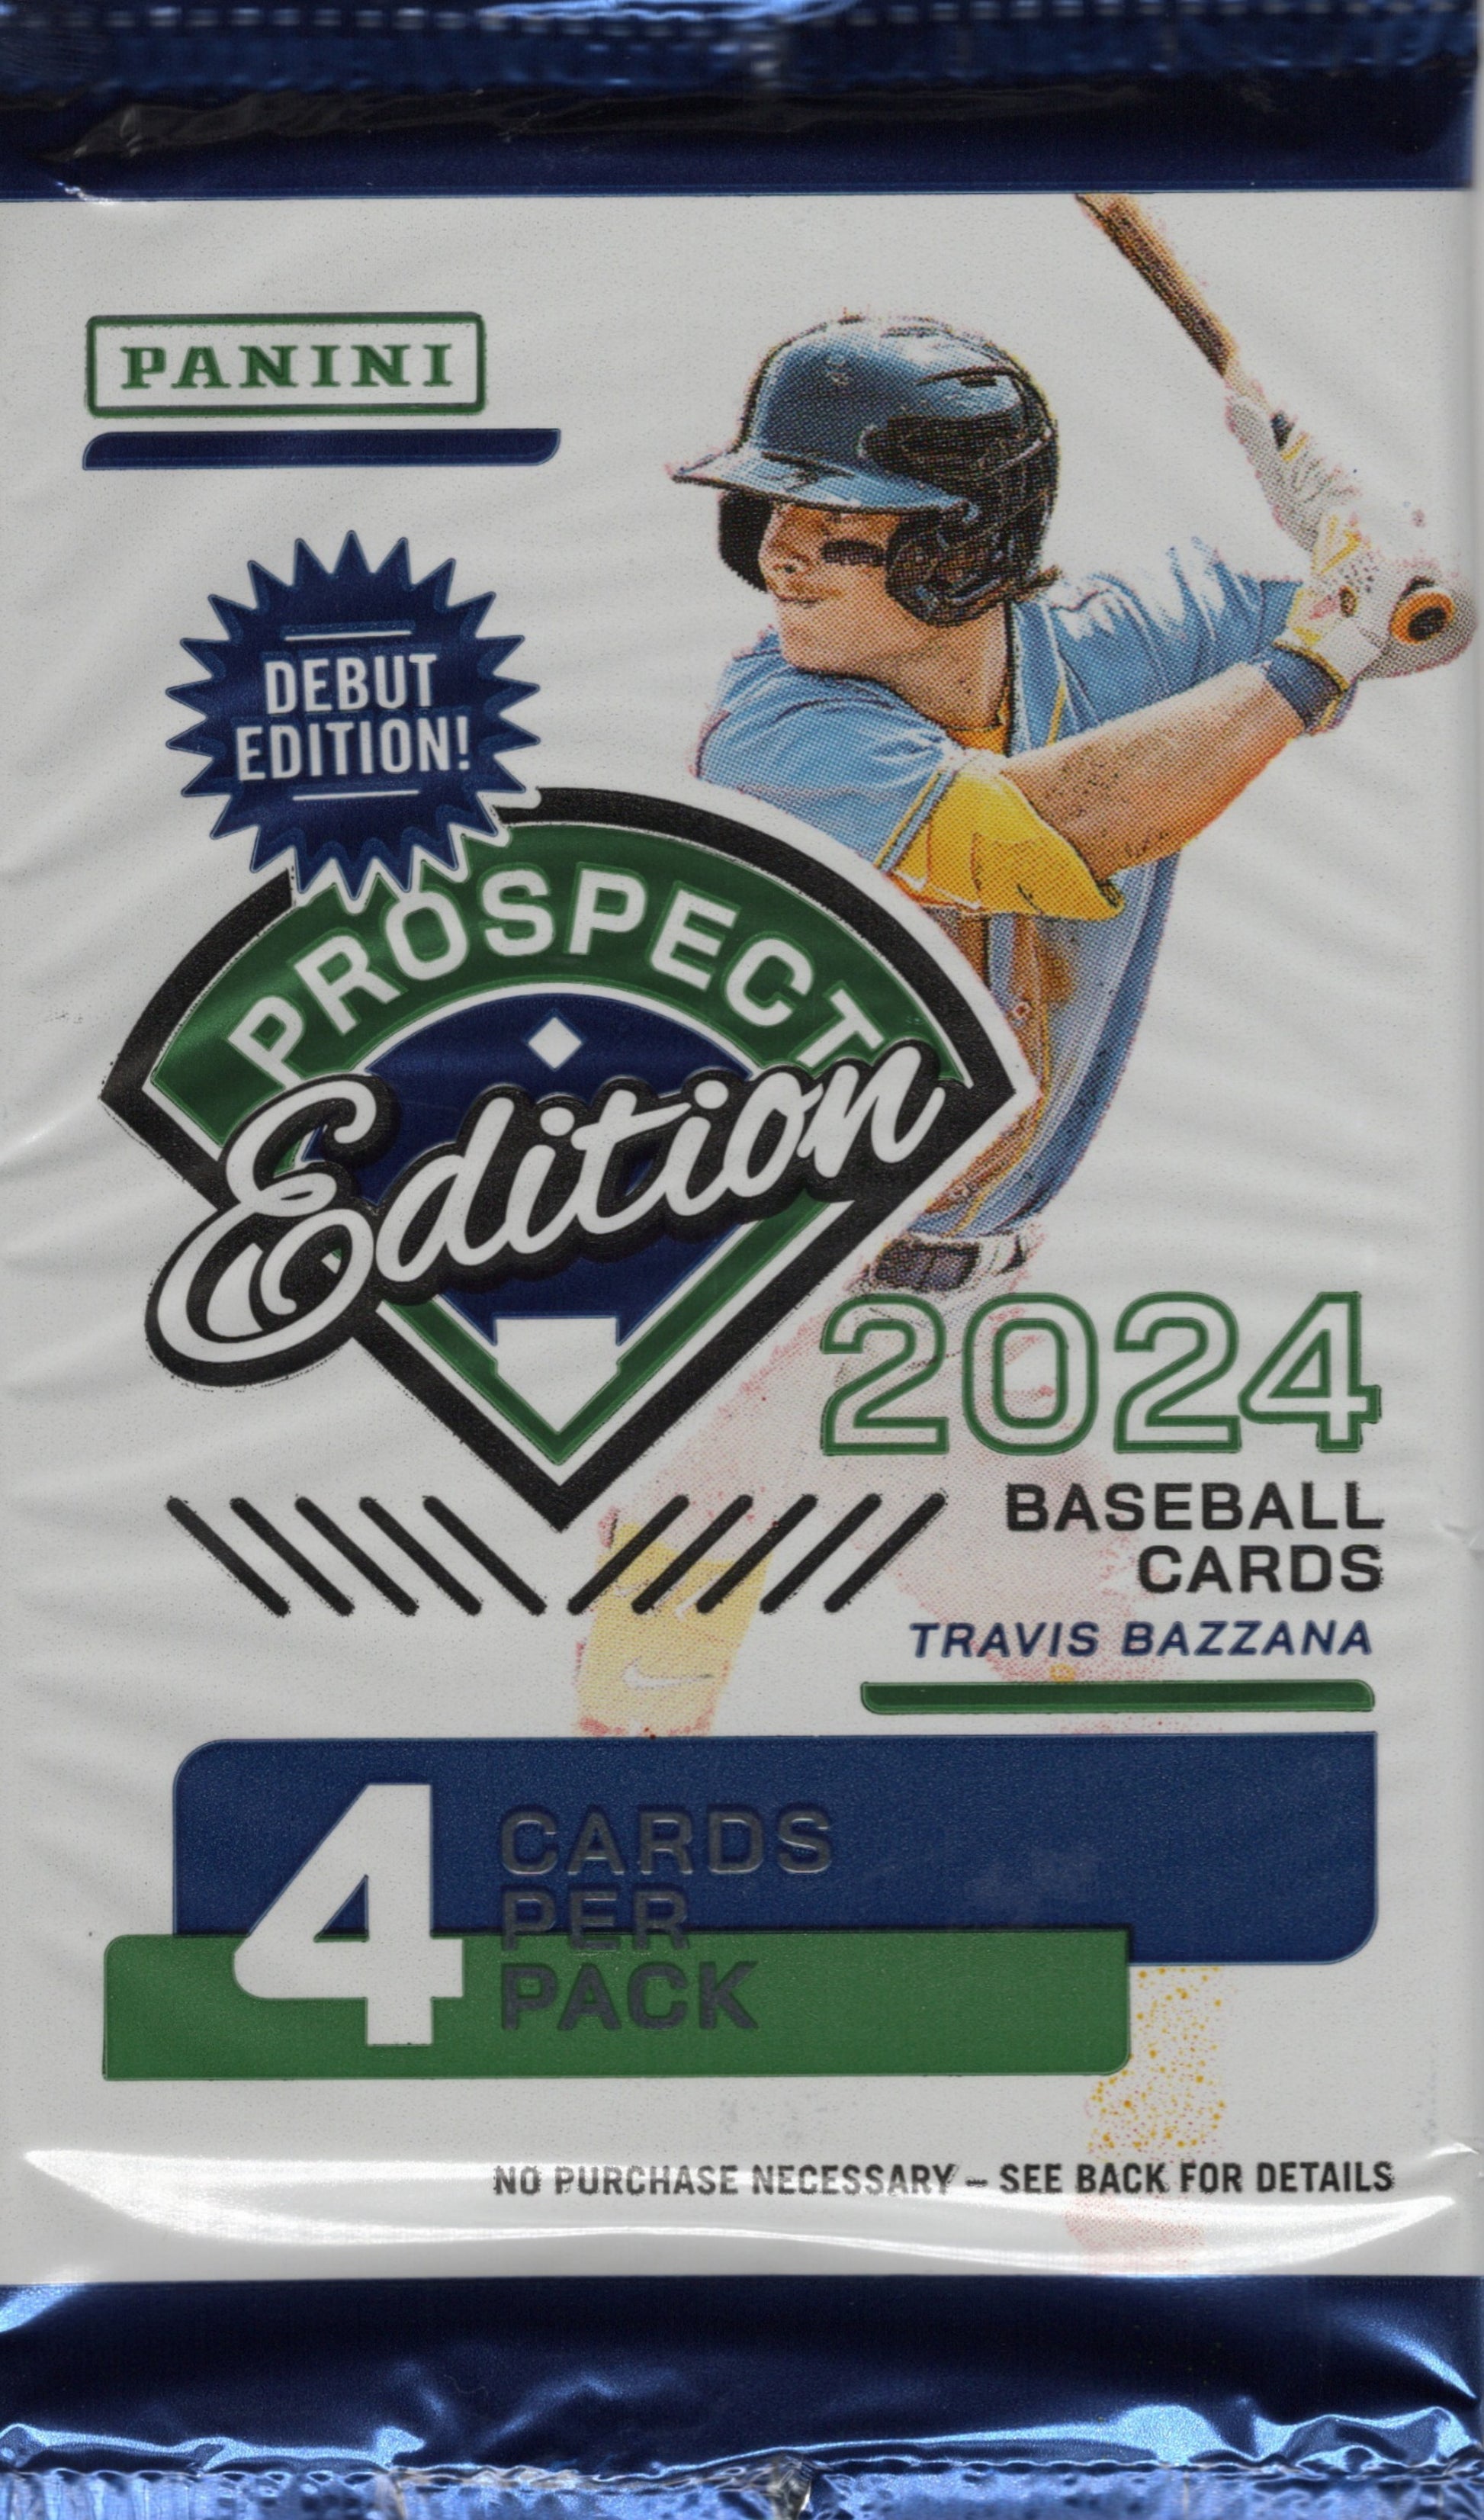 PANINI
DEBUT
EDITION!
PROSPECT
Edition
2024
BASEBALL
CARDS
TRAVIS BAZZANA
4
CARDS
PER
PACK
NO PURCHASE NECESSARY – SEE BACK FOR DETAILS